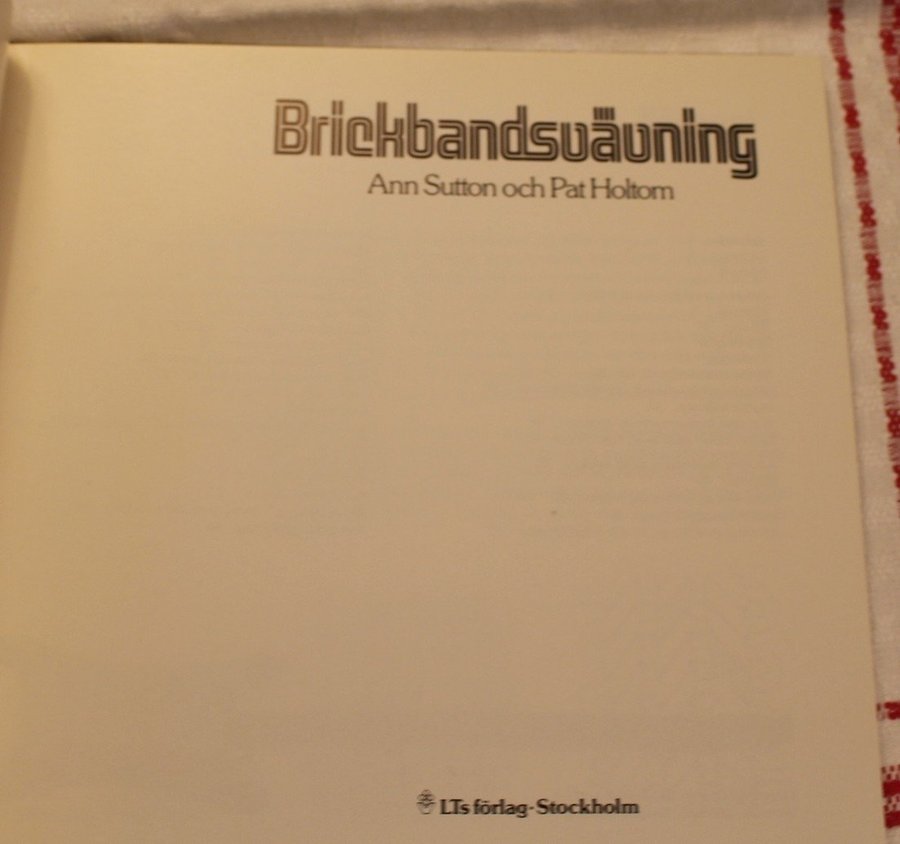 Brickbandsvävning
Ann Sutton och Pat Holtom
LTs förlag·Stockholm